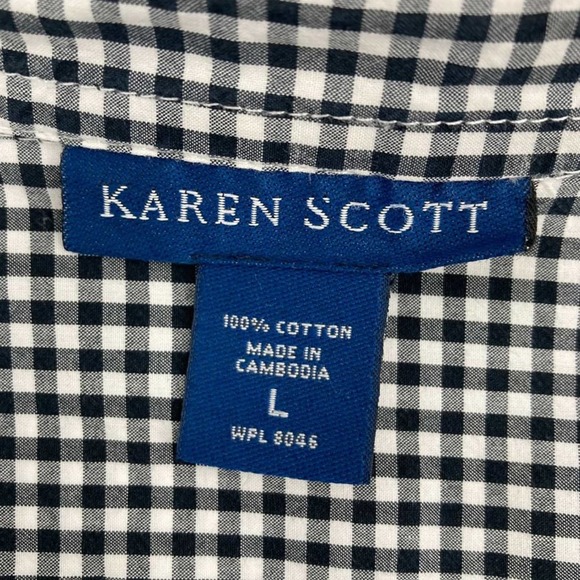 KAREN SCOTT
100% COTTON
MADE IN
CAMBODIA
L
WPL 8046